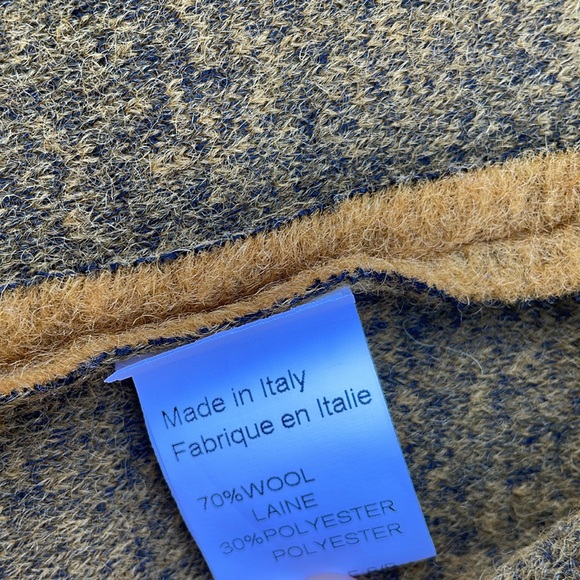 Made in Italy
Fabrique en Italie
70%WOOL
LAINE
30%POLYESTER
POLYESTER